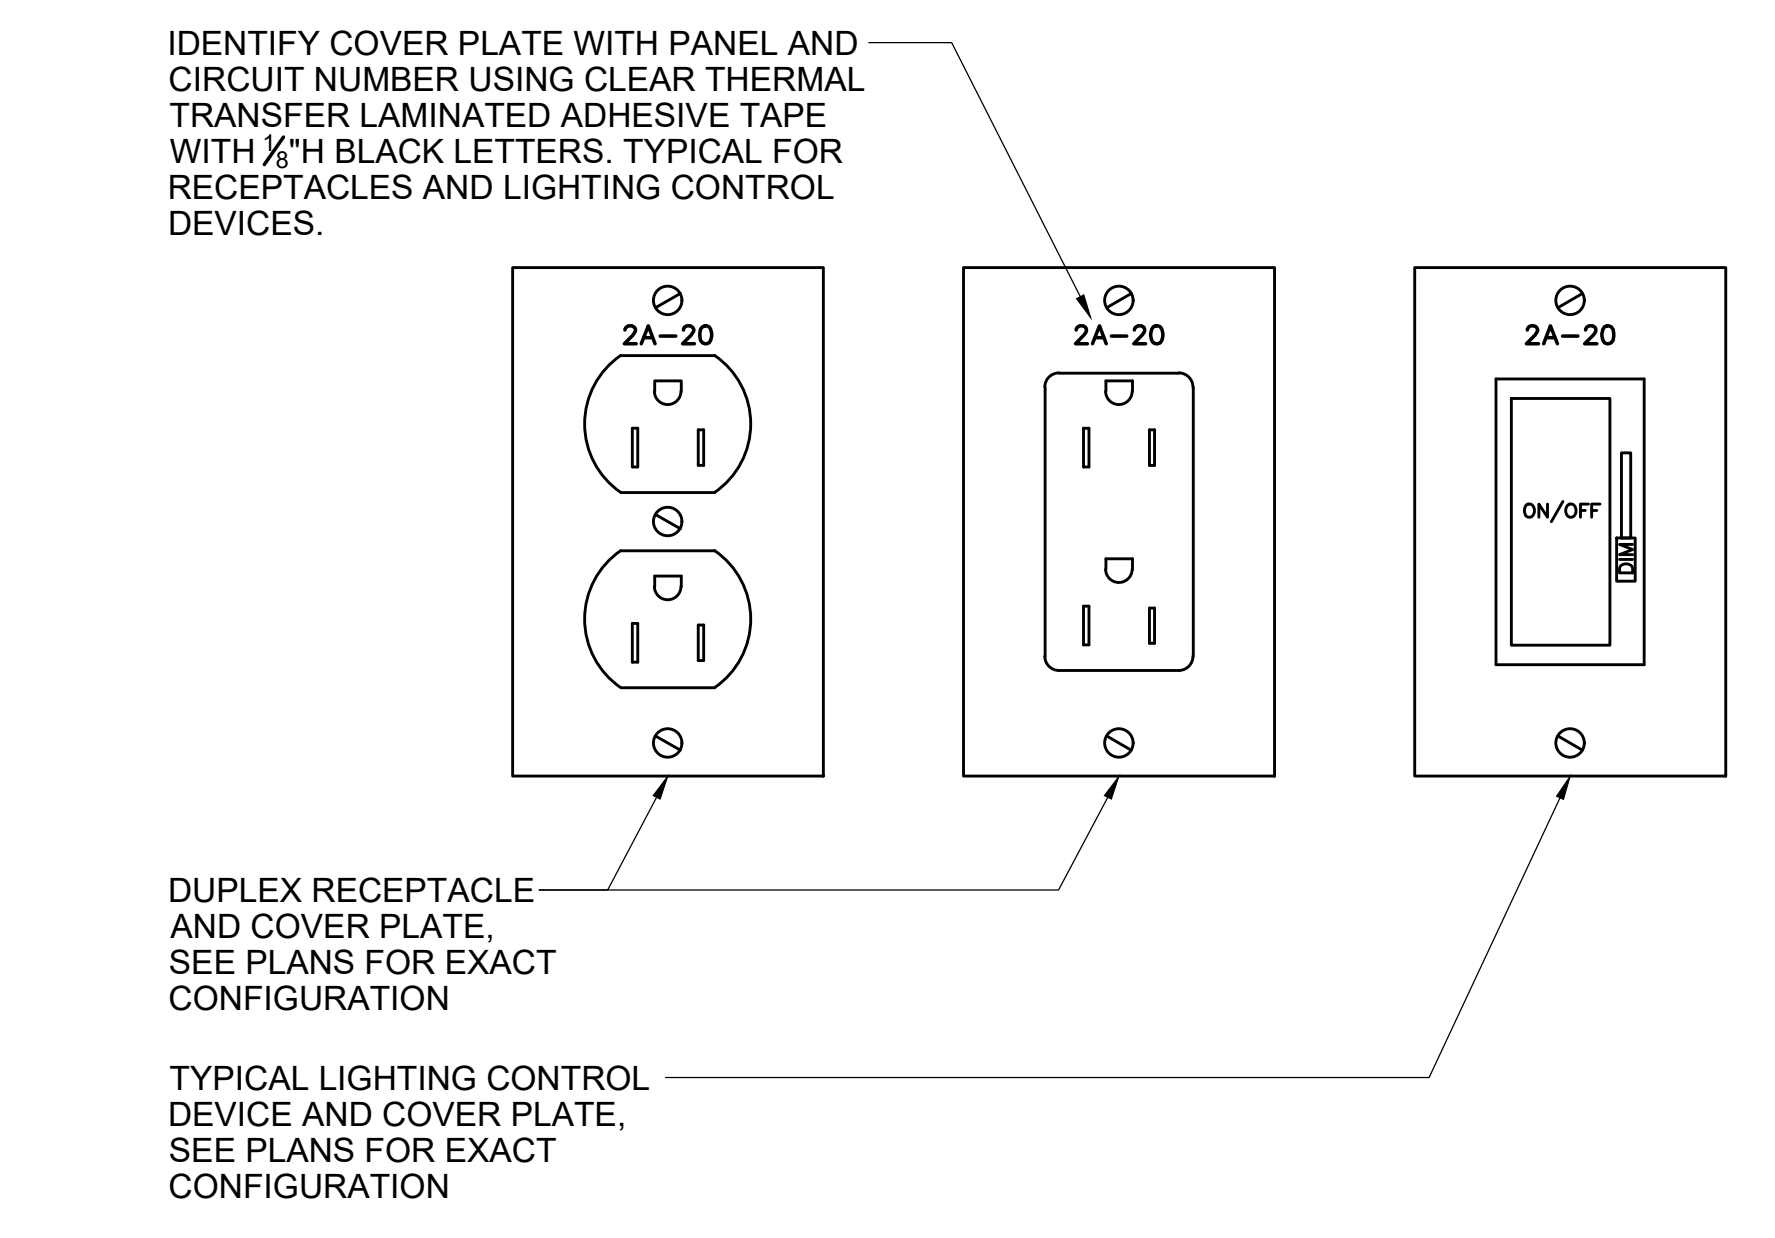 IDENTIFY COVER PLATE WITH PANEL AND
CIRCUIT NUMBER USING CLEAR THERMAL
TRANSFER LAMINATED ADHESIVE TAPE
WITH ⅛"H BLACK LETTERS. TYPICAL FOR
RECEPTACLES AND LIGHTING CONTROL
DEVICES.
2A-20
2A-20
2A-20
ON/OFF
DIM
DUPLEX RECEPTACLE
AND COVER PLATE,
SEE PLANS FOR EXACT
CONFIGURATION
TYPICAL LIGHTING CONTROL
DEVICE AND COVER PLATE,
SEE PLANS FOR EXACT
CONFIGURATION